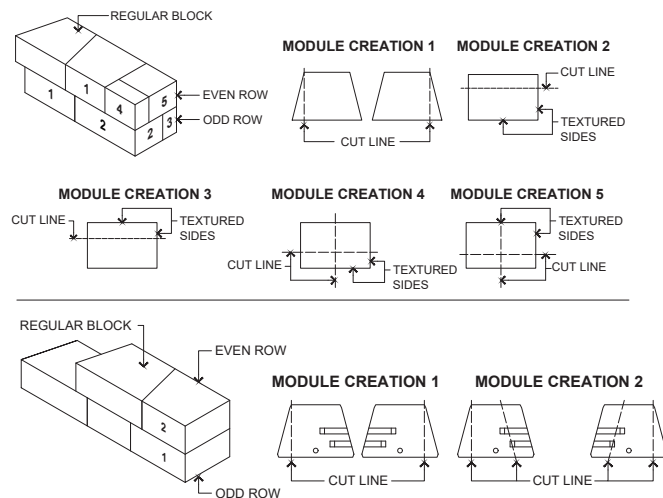 REGULAR BLOCK
1
1
4
5
2
2
3
EVEN ROW
ODD ROW
MODULE CREATION 1
CUT LINE
MODULE CREATION 2
CUT LINE
TEXTURED
SIDES
MODULE CREATION 3
CUT LINE
TEXTURED
SIDES
MODULE CREATION 4
CUT LINE
TEXTURED
SIDES
MODULE CREATION 5
TEXTURED
SIDES
CUT LINE
REGULAR BLOCK
EVEN ROW
2
1
ODD ROW
MODULE CREATION 1
CUT LINE
MODULE CREATION 2
CUT LINE